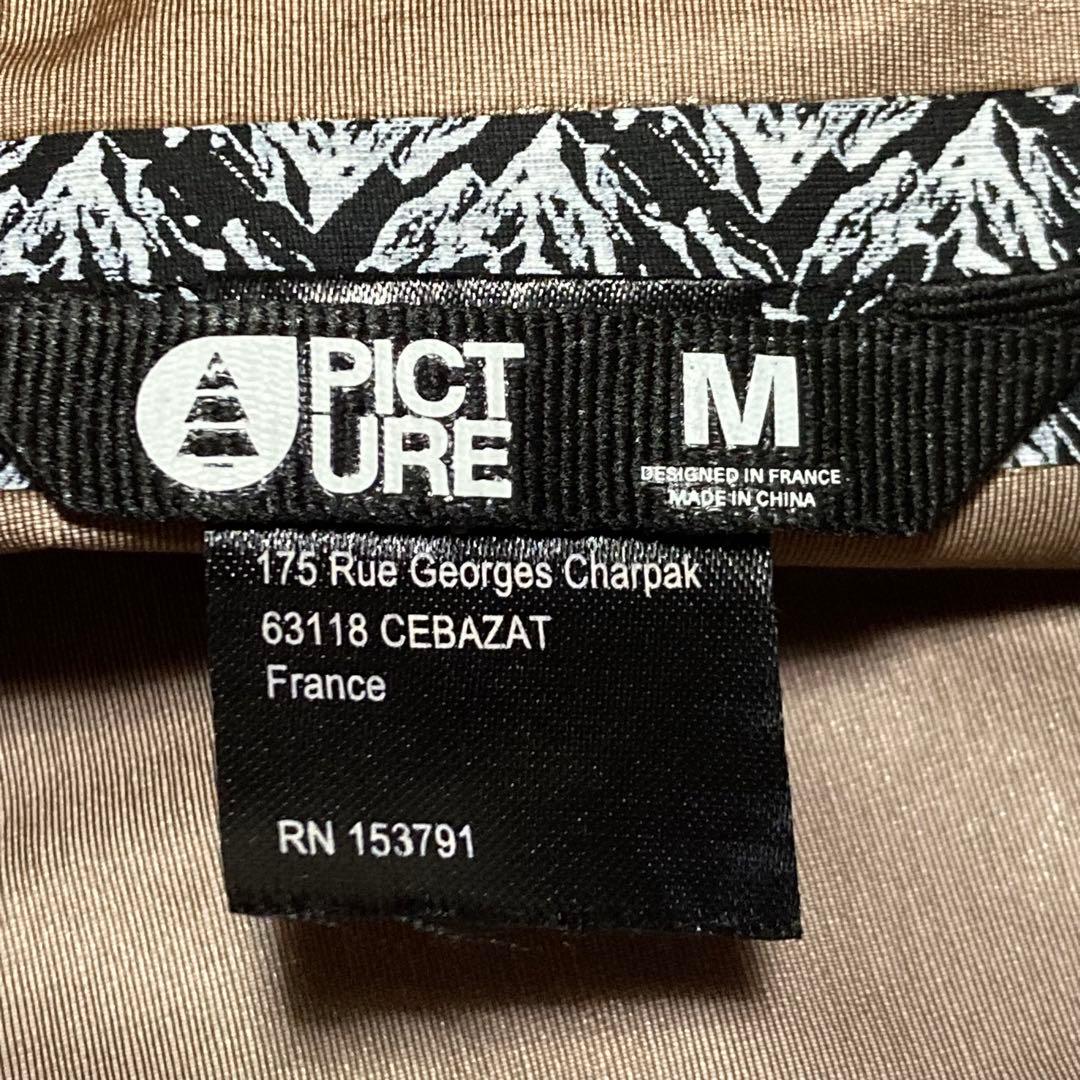 PICT
URE
M
DESIGNED IN FRANCE
MADE IN CHINA
175 Rue Georges Charpak
63118 CEBAZAT
France
RN 153791